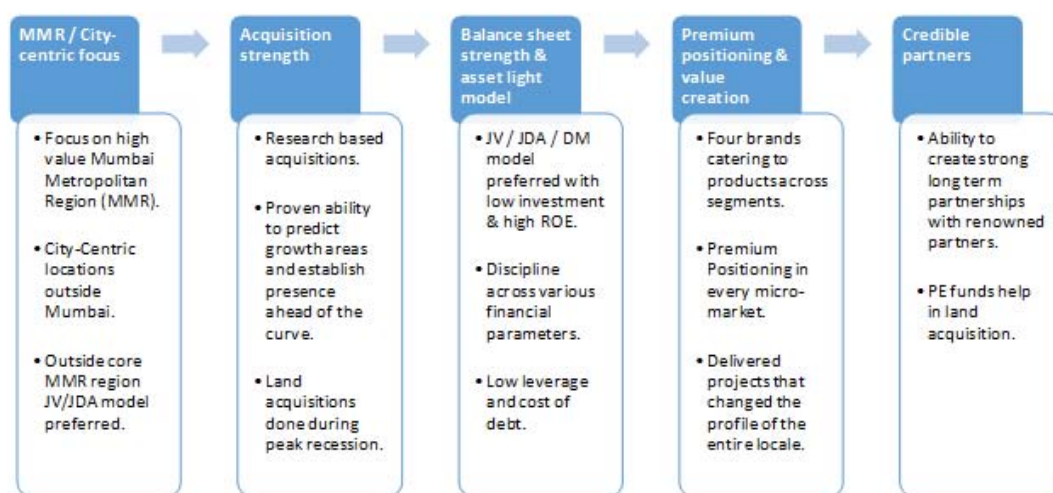 MMR / City-
centric focus
• Focus on high
value Mumbai
Metropolitan
Region (MMR).
• City-Centric
locations
outside
Mumbai.
• Outside core
MMR region
JV/JDA model
preferred.
Acquisition
strength
• Research based
acquisitions.
• Proven ability
to predict
growth areas
and establish
presence
ahead of the
curve.
• Land
acquisitions
done during
peak recession.
Balance sheet
strength &
asset light
model
• JV / JDA / DM
model
preferred with
low investment
& high ROE.
• Discipline
across various
financial
parameters.
• Low leverage
and cost of
debt.
Premium
positioning &
value
creation
• Four brands
catering to
products across
segments.
• Premium
Positioning in
every micro-
market.
• Delivered
projects that
changed the
profile of the
entire locale.
Credible
partners
• Ability to
create strong
long term
partnerships
with renowned
partners.
• PE funds help
in land
acquisition.